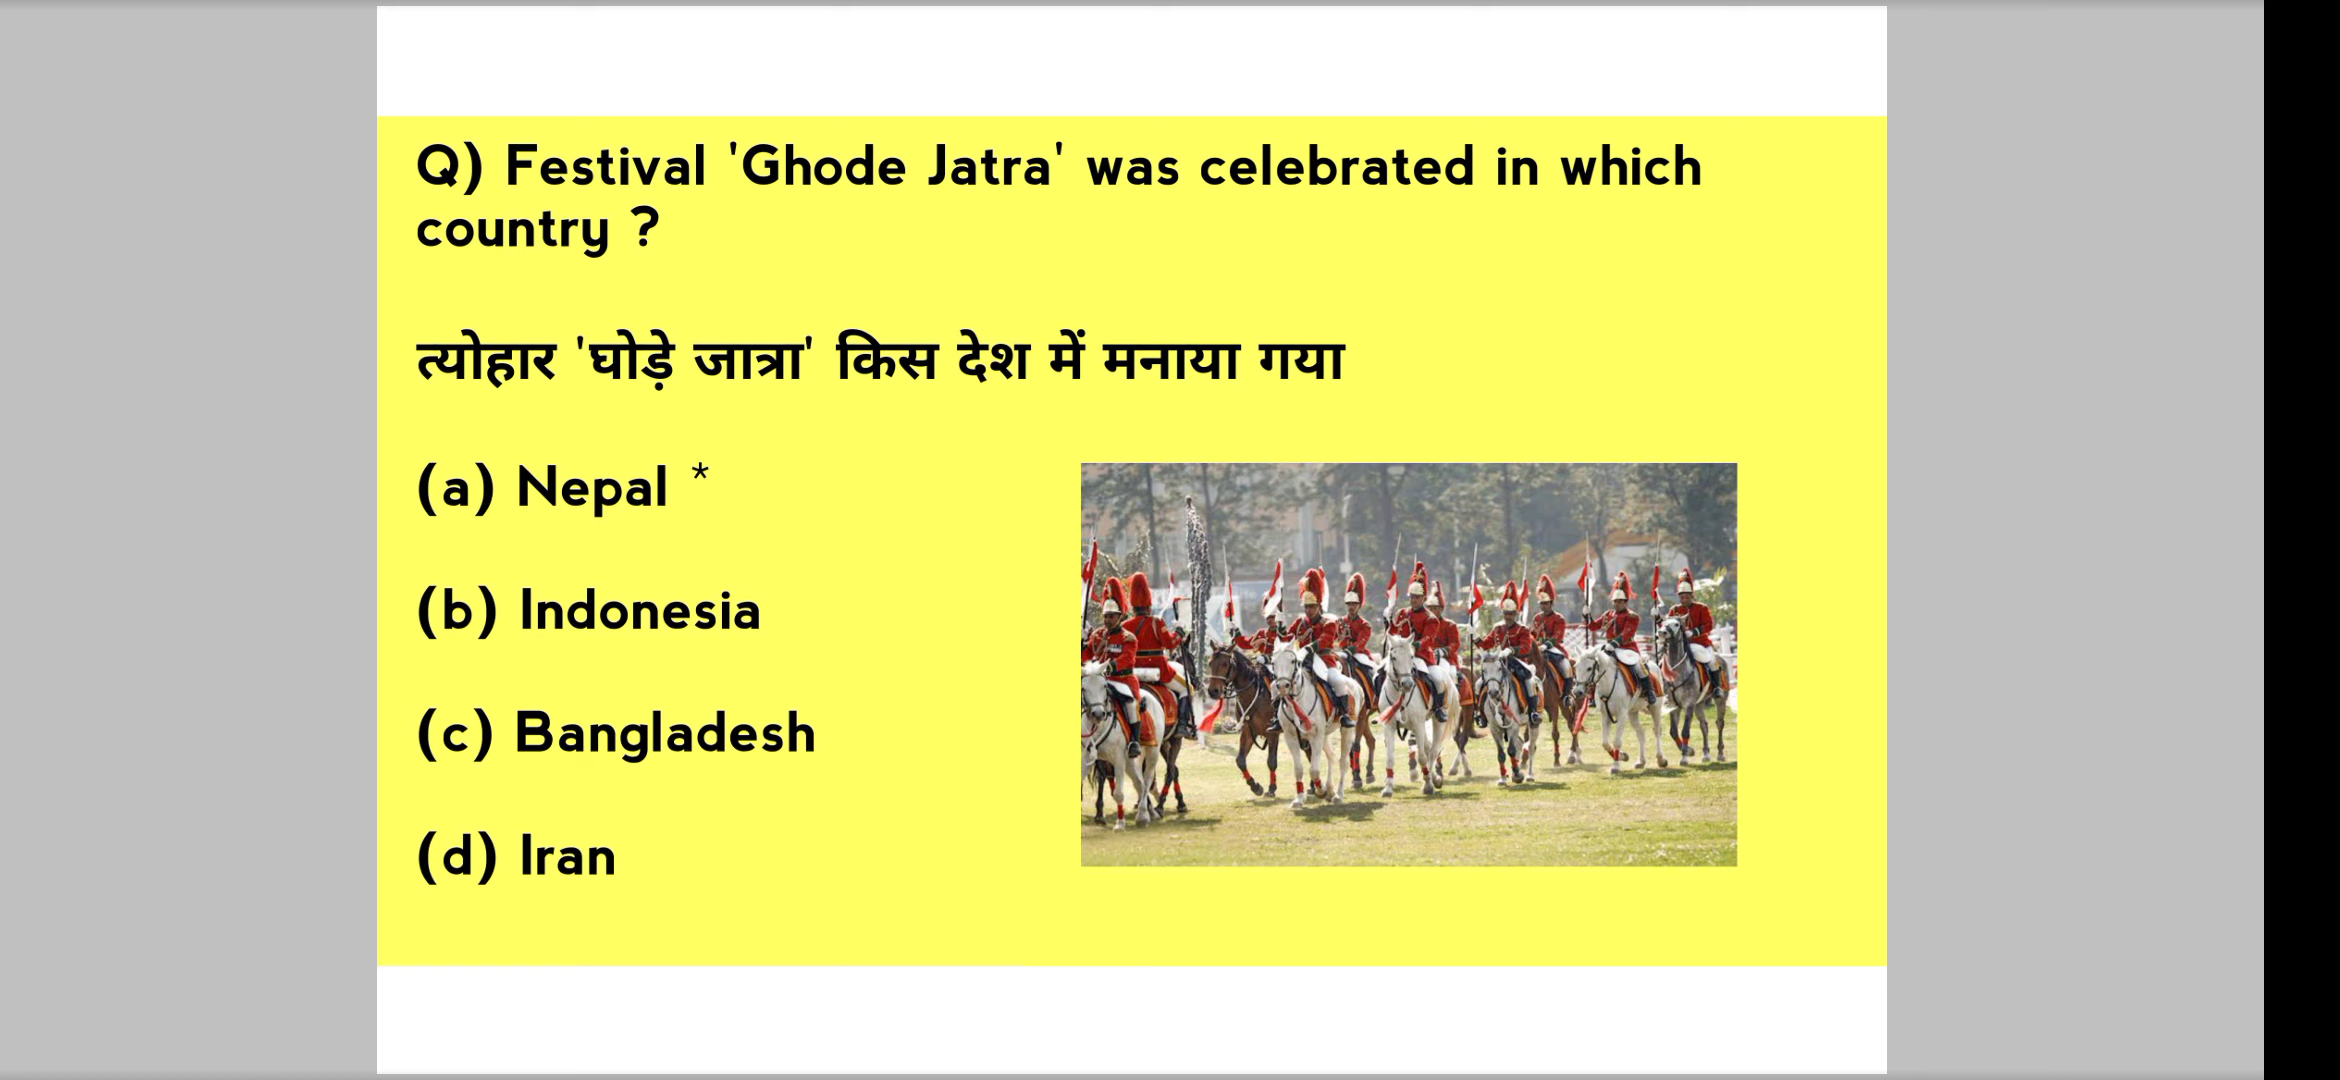 Q) Festival 'Ghode Jatra' was celebrated in which
country ?
त्योहार 'घोड़े जात्रा' किस देश में मनाया गया
(a) Nepal *
(b) Indonesia
(c) Bangladesh
(d) Iran